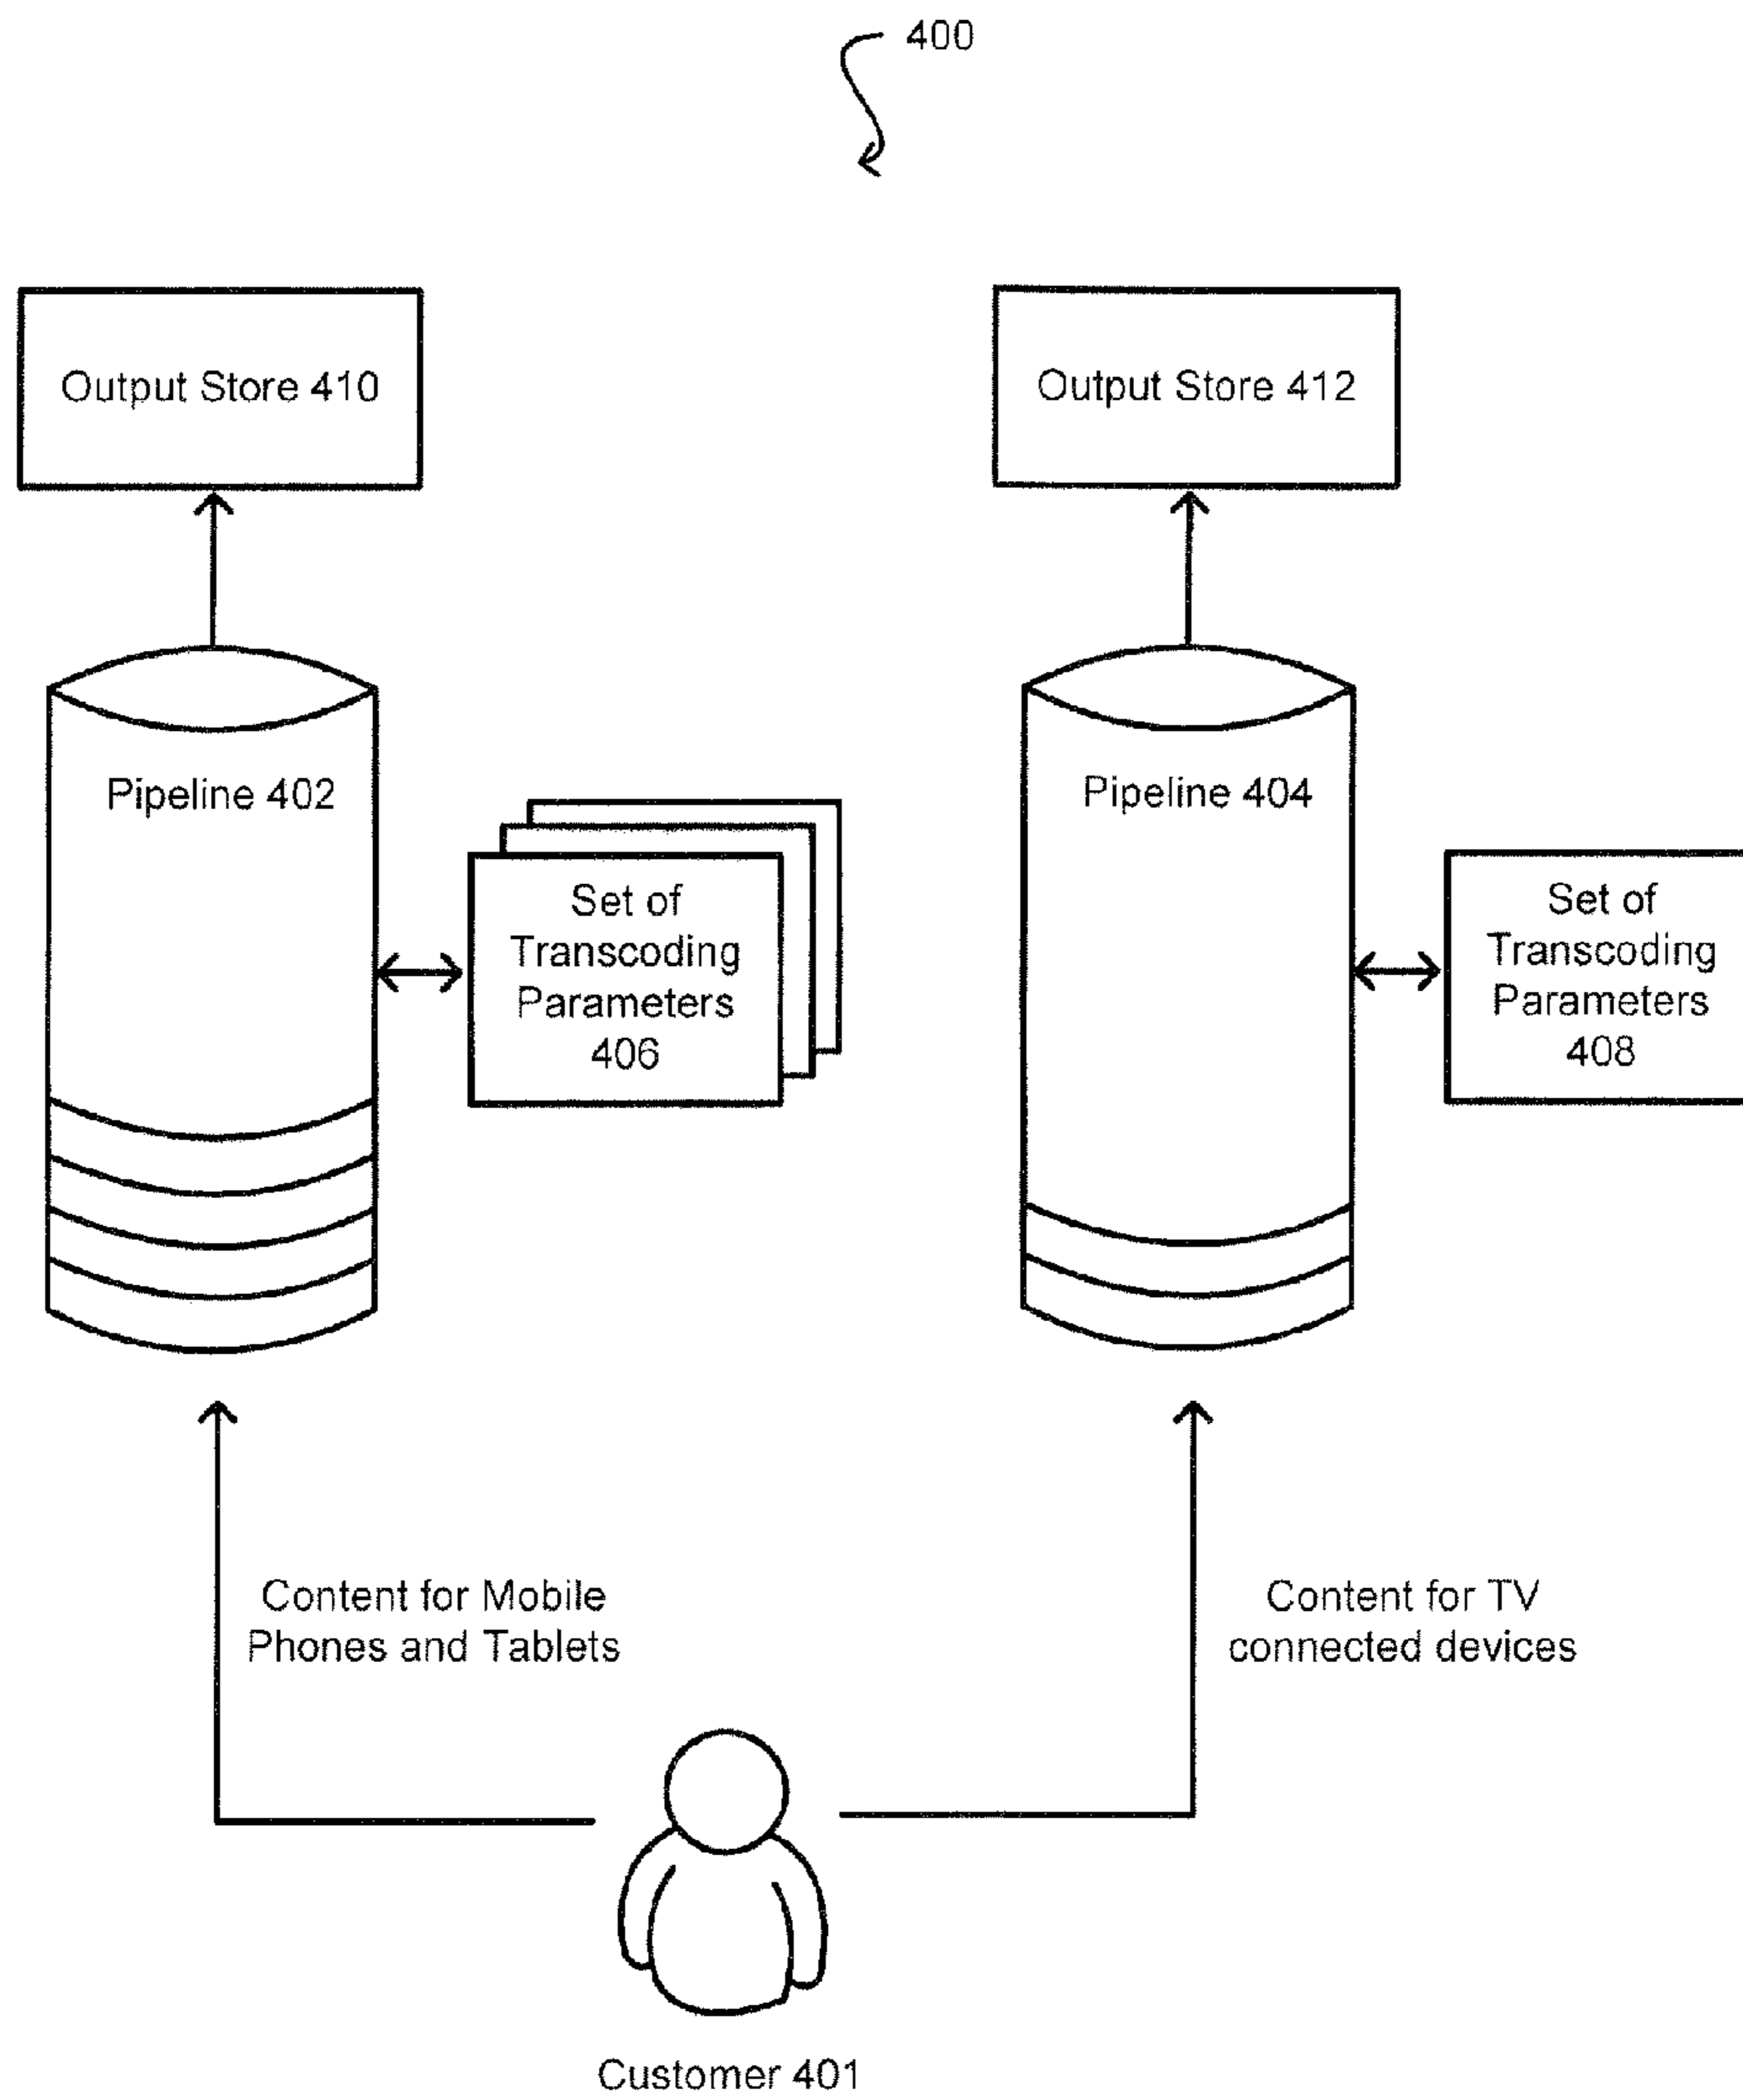 400
Output Store 410
Output Store 412
Pipeline 402
Pipeline 404
Set of
Transcoding
Parameters
406
Set of
Transcoding
Parameters
408
Content for Mobile
Phones and Tablets
Content for TV
connected devices
Customer 401